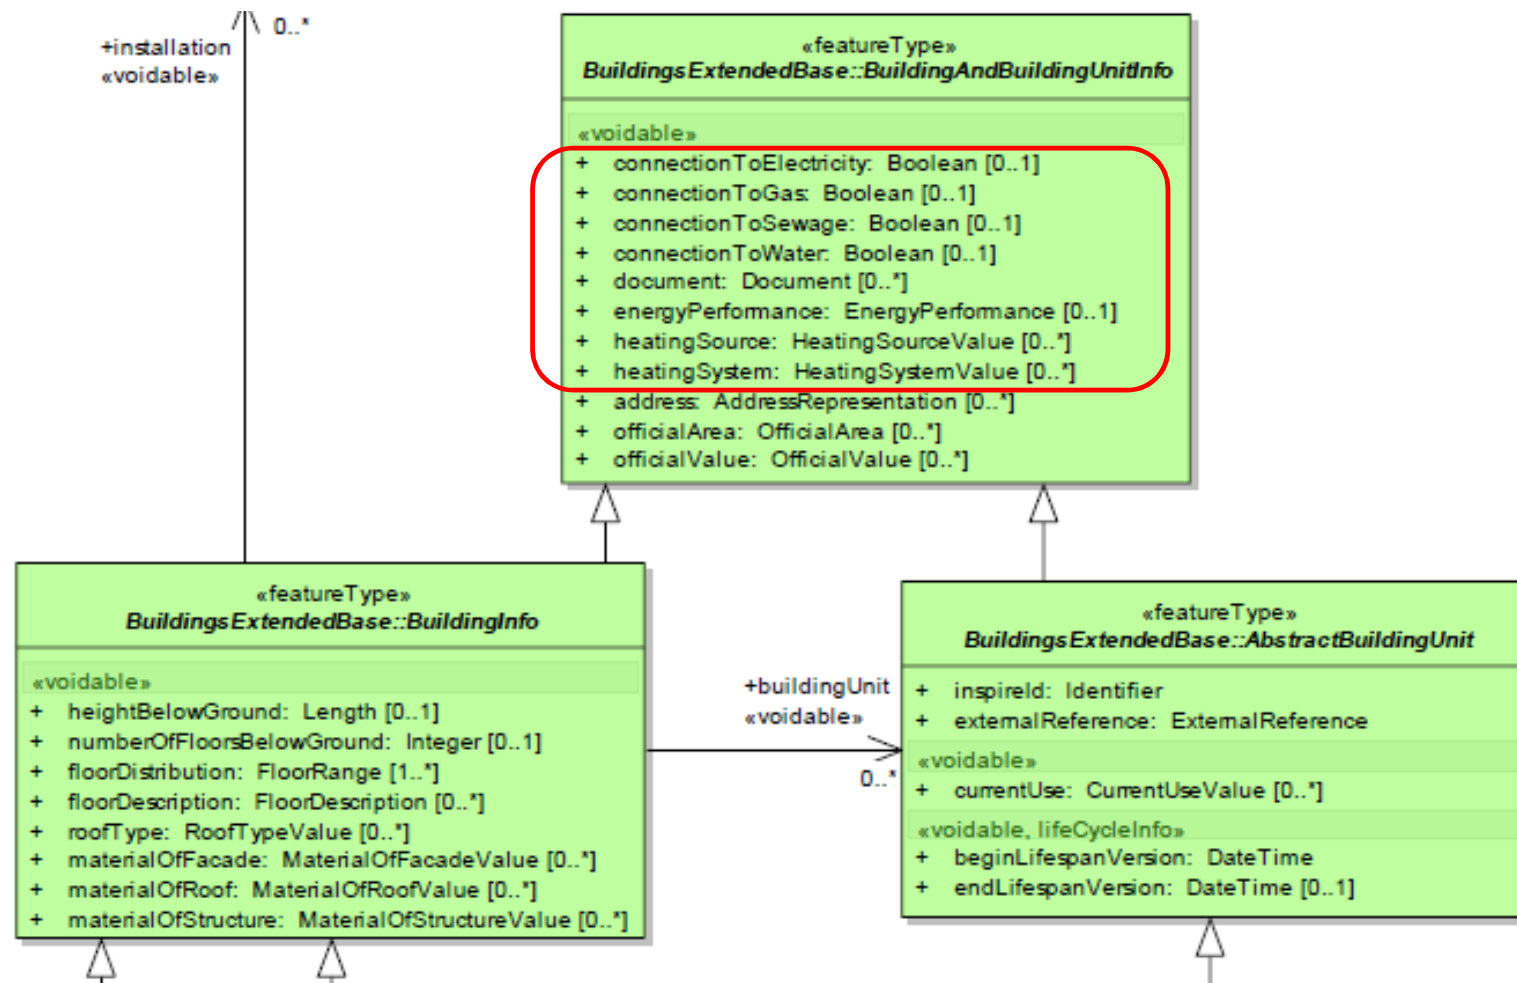 +installation
«voidable»
0..*
«featureType»
BuildingsExtendedBase::BuildingAndBuildingUnitInfo
«voidable»
+ connectionToElectricity: Boolean [0..1]
+ connectionToGas: Boolean [0..1]
+ connectionToSewage: Boolean [0..1]
+ connectionToWater: Boolean [0..1]
+ document: Document [0..*]
+ energyPerformance: EnergyPerformance [0..1]
+ heatingSource: HeatingSourceValue [0..*]
+ heatingSystem: HeatingSystemValue [0..*]
+ address: AddressRepresentation [0..*]
+ officialArea: OfficialArea [0..*]
+ officialValue: OfficialValue [0..*]
«featureType»
BuildingsExtendedBase::BuildingInfo
«voidable»
+ heightBelowGround: Length [0..1]
+ numberOfFloorsBelowGround: Integer [0..1]
+ floorDistribution: FloorRange [1..*]
+ floorDescription: FloorDescription [0..*]
+ roofType: RoofTypeValue [0..*]
+ materialOfFacade: MaterialOfFacadeValue [0..*]
+ materialOfRoof: MaterialOfRoofValue [0..*]
+ materialOfStructure: MaterialOfStructureValue [0..*]
+buildingUnit
«voidable»
0..*
«featureType»
BuildingsExtendedBase::AbstractBuildingUnit
+ inspireId: Identifier
+ externalReference: ExternalReference
«voidable»
+ currentUse: CurrentUseValue [0..*]
«voidable, lifeCycleInfo»
+ beginLifespanVersion: DateTime
+ endLifespanVersion: DateTime [0..1]